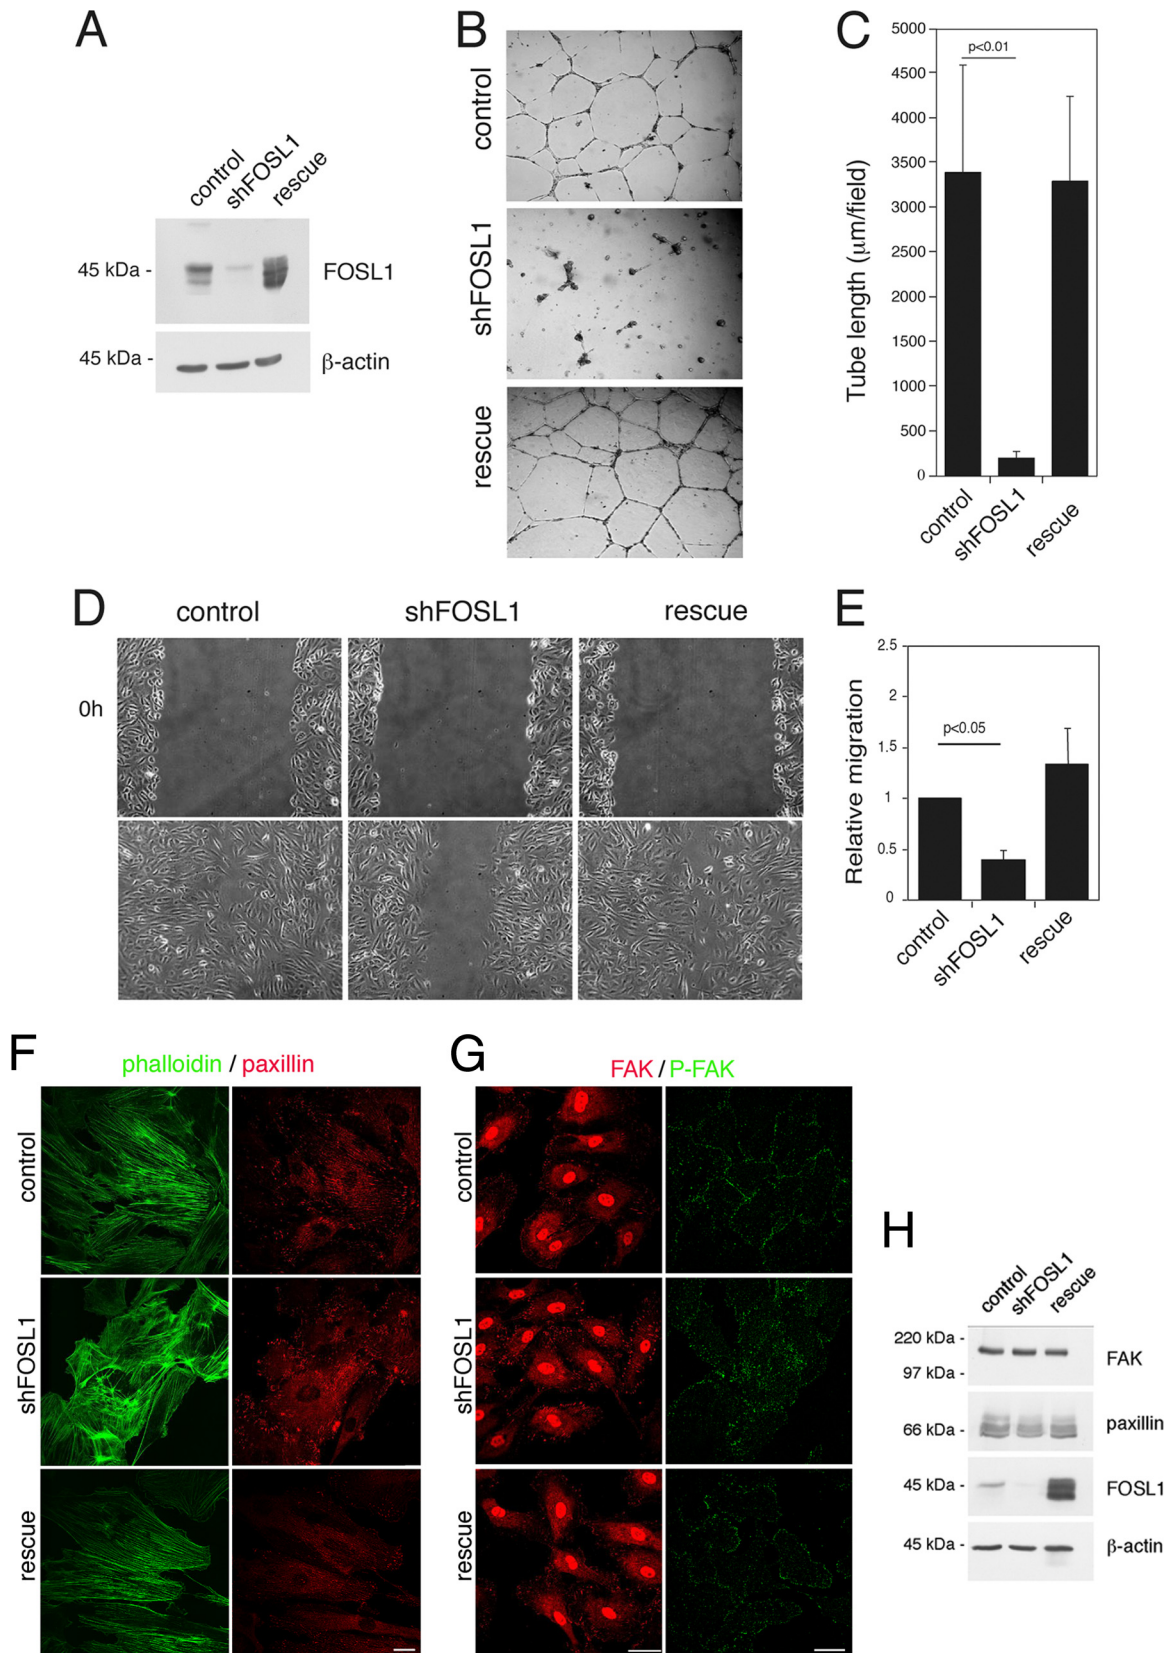 A
control
shFOSL1
rescue
45 kDa -
FOSL1
45 kDa -
β-actin
B
control
shFOSL1
rescue
C
5000
4500
4000
3500
3000
2500
2000
1500
1000
500
0
Tube length (μm/field)
p<0.01
control
shFOSL1
rescue
D
control
shFOSL1
rescue
0h
E
2.5
2
1.5
1
0.5
0
Relative migration
p<0.05
control
shFOSL1
rescue
F
phalloidin / paxillin
control
shFOSL1
rescue
G
FAK / P-FAK
control
shFOSL1
rescue
H
control
shFOSL1
rescue
220 kDa -
97 kDa -
FAK
66 kDa -
paxillin
45 kDa -
FOSL1
45 kDa -
β-actin